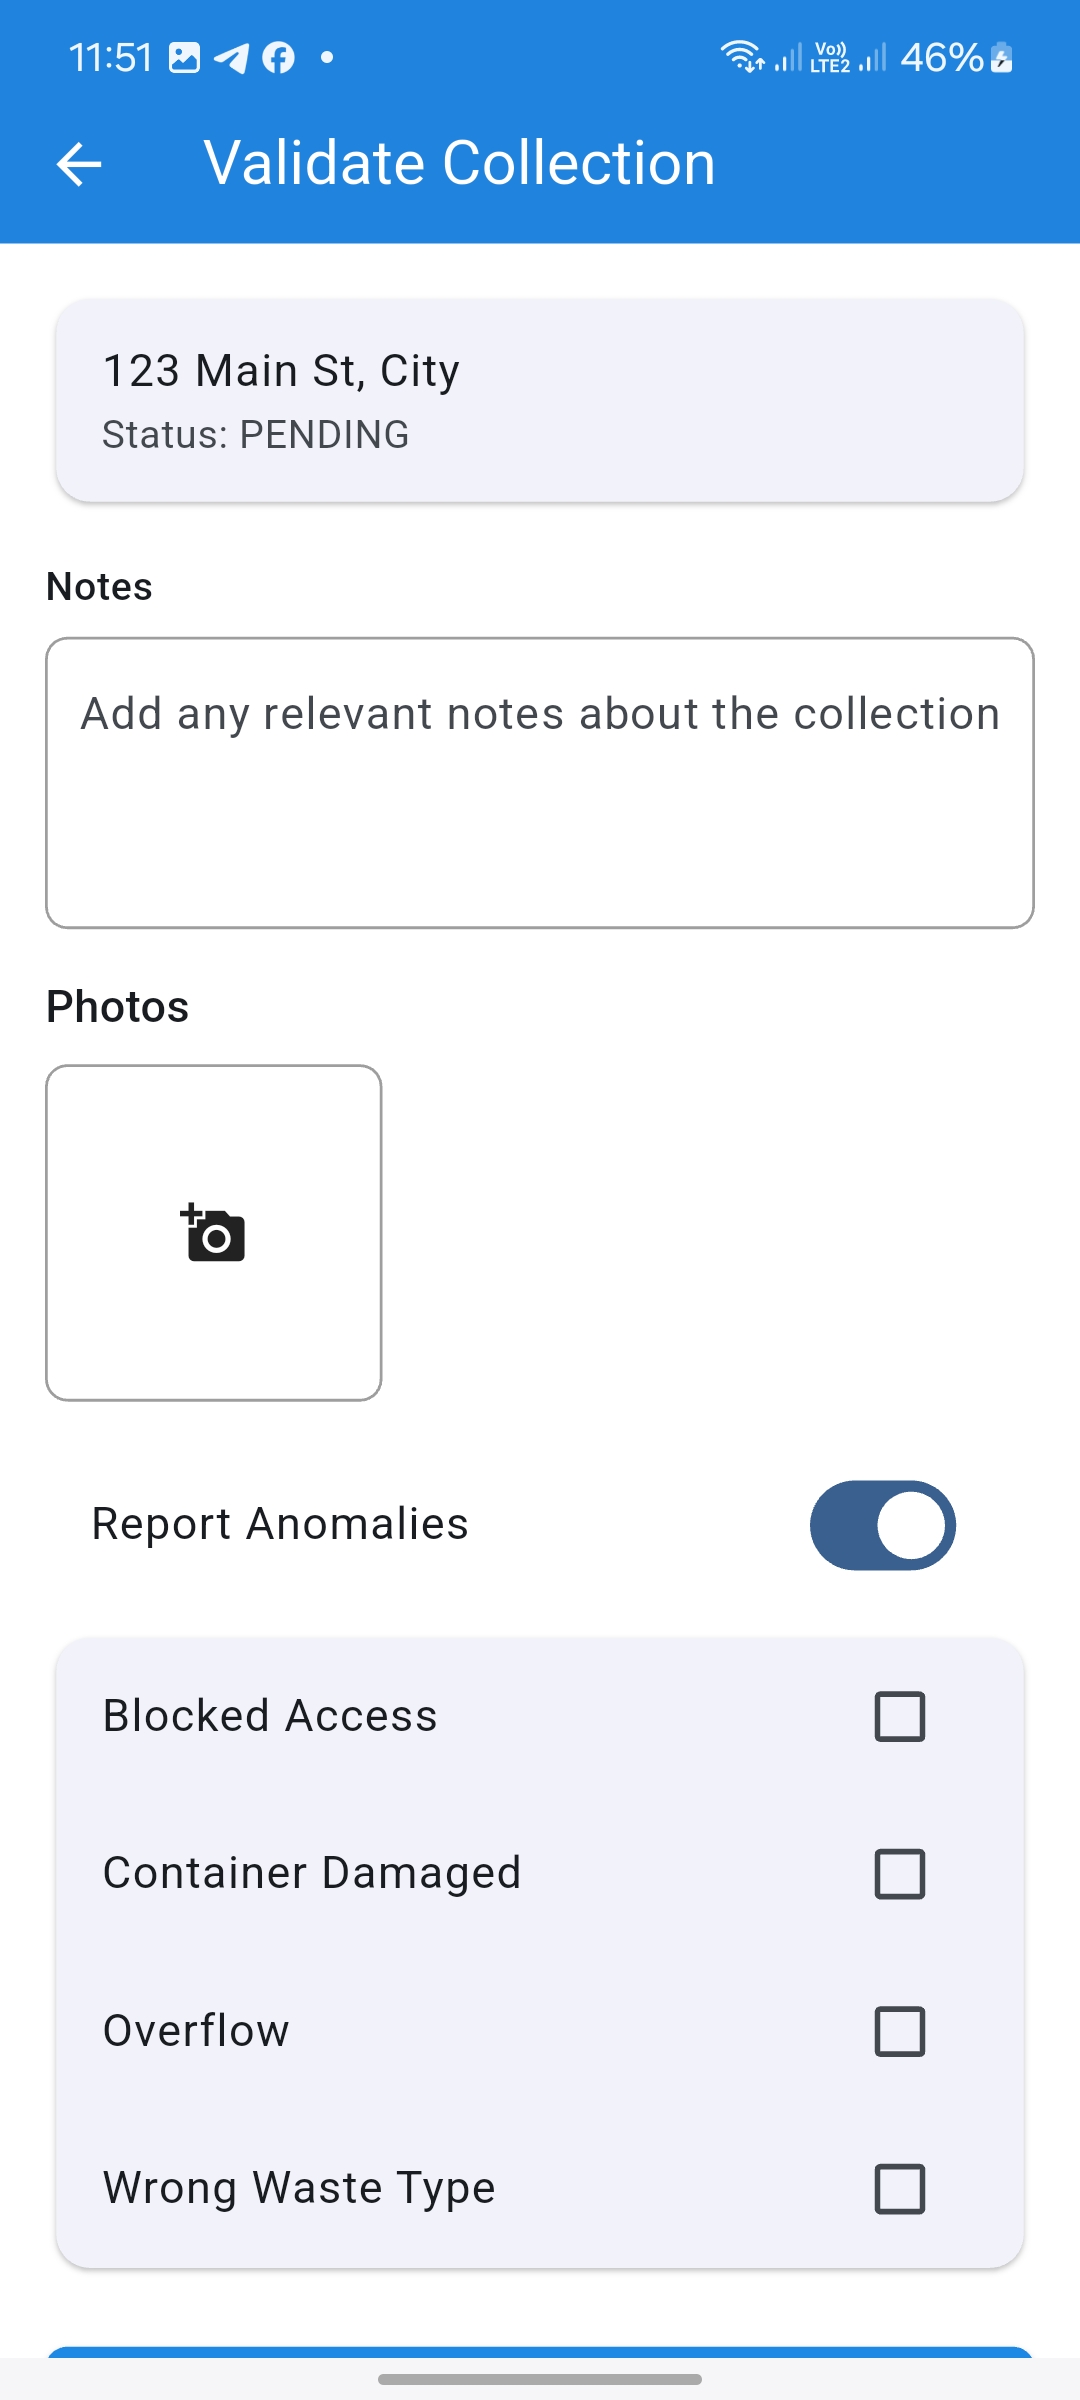 11:51
Vo)) LTE2
46%
Validate Collection
123 Main St, City
Status: PENDING
Notes
Add any relevant notes about the collection
Photos
Report Anomalies
Blocked Access
Container Damaged
Overflow
Wrong Waste Type